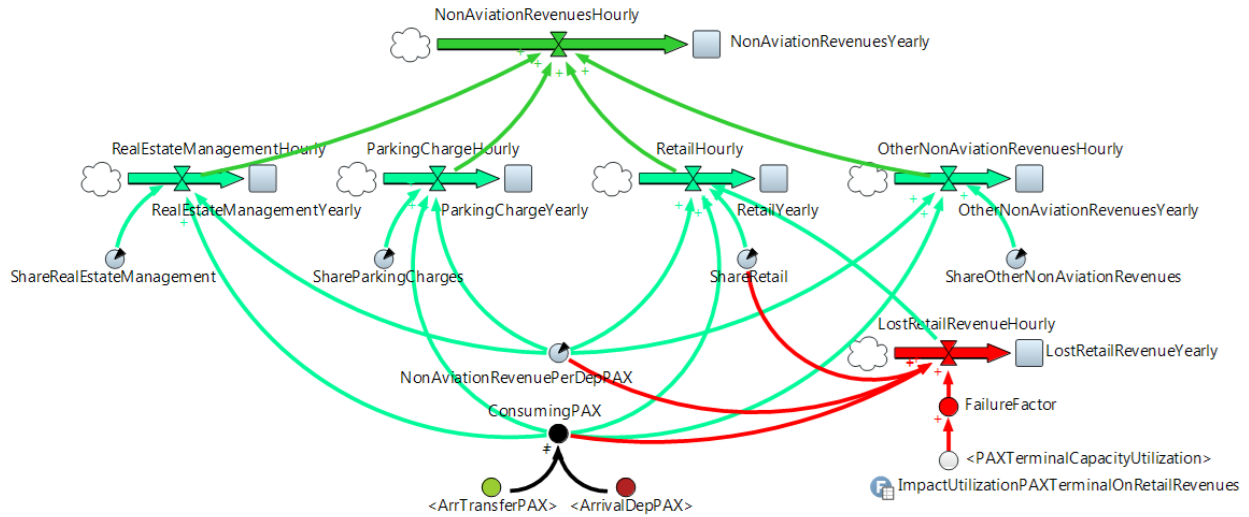 NonAviationRevenuesHourly
NonAviationRevenuesYearly
RealEstateManagementHourly
ParkingChargeHourly
RetailHourly
OtherNonAviationRevenuesHourly
RealEstateManagementYearly
ParkingChargeYearly
RetailYearly
OtherNonAviationRevenuesYearly
ShareRealEstateManagement
ShareParkingCharges
ShareRetail
ShareOtherNonAviationRevenues
LostRetailRevenueHourly
LostRetailRevenueYearly
NonAviationRevenuePerDepPAX
ConsumingPAX
FailureFactor
<PAXTerminalCapacityUtilization>
ImpactUtilizationPAXTerminalOnRetailRevenues
<ArrTransferPAX>
<ArrivalDepPAX>